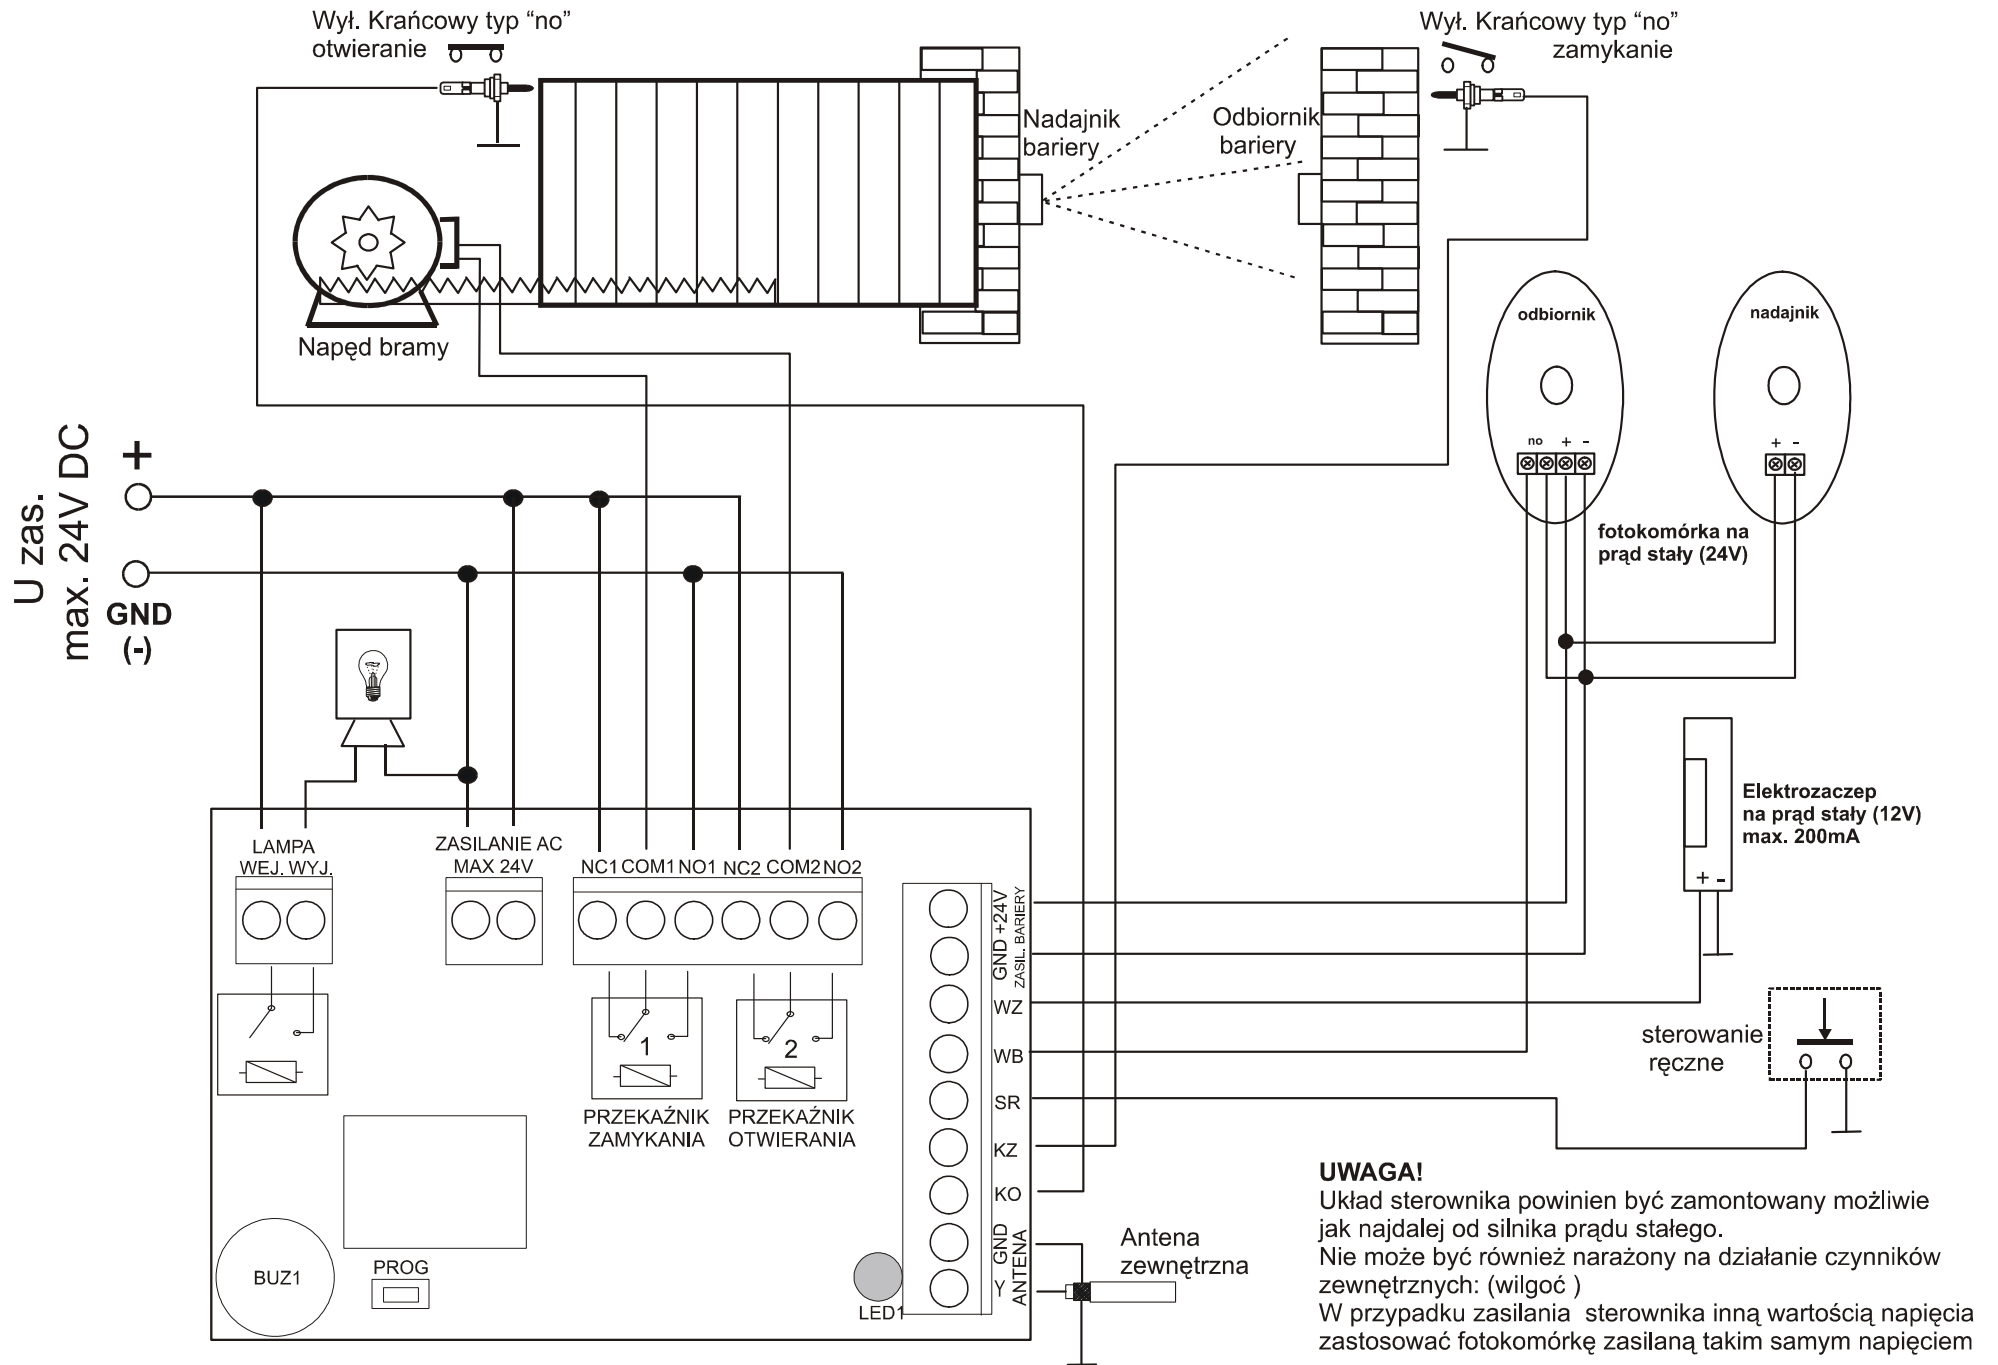 Wył. Krańcowy typ “no”
otwieranie
Wył. Krańcowy typ “no”
zamykanie
Nadajnik
bariery
Odbiornik
bariery
Napęd bramy
odbiornik
no + -
nadajnik
+ -
fotokomórka na
prąd stały (24V)
U zas.
max. 24V DC
+
GND
(-)
Elektrozaczep
na prąd stały (12V)
max. 200mA
+ -
LAMPA
WEJ. WYJ.
ZASILANIE AC
MAX 24V
NC1 COM1 NO1 NC2 COM2 NO2
1
2
PRZEKAŹNIK
ZAMYKANIA
PRZEKAŹNIK
OTWIERANIA
GND +24V
ZASIL. BARIERY
WZ
WB
SR
KZ
KO
GND
Y
ANTENA
sterowanie
ręczne
BUZ1
PROG
LED1
Antena
zewnętrzna
UWAGA!
Układ sterownika powinien być zamontowany możliwie
jak najdalej od silnika prądu stałego.
Nie może być również narażony na działanie czynników
zewnętrznych: (wilgoć )
W przypadku zasilania sterownika inną wartością napięcia
zastosować fotokomórkę zasilaną takim samym napięciem